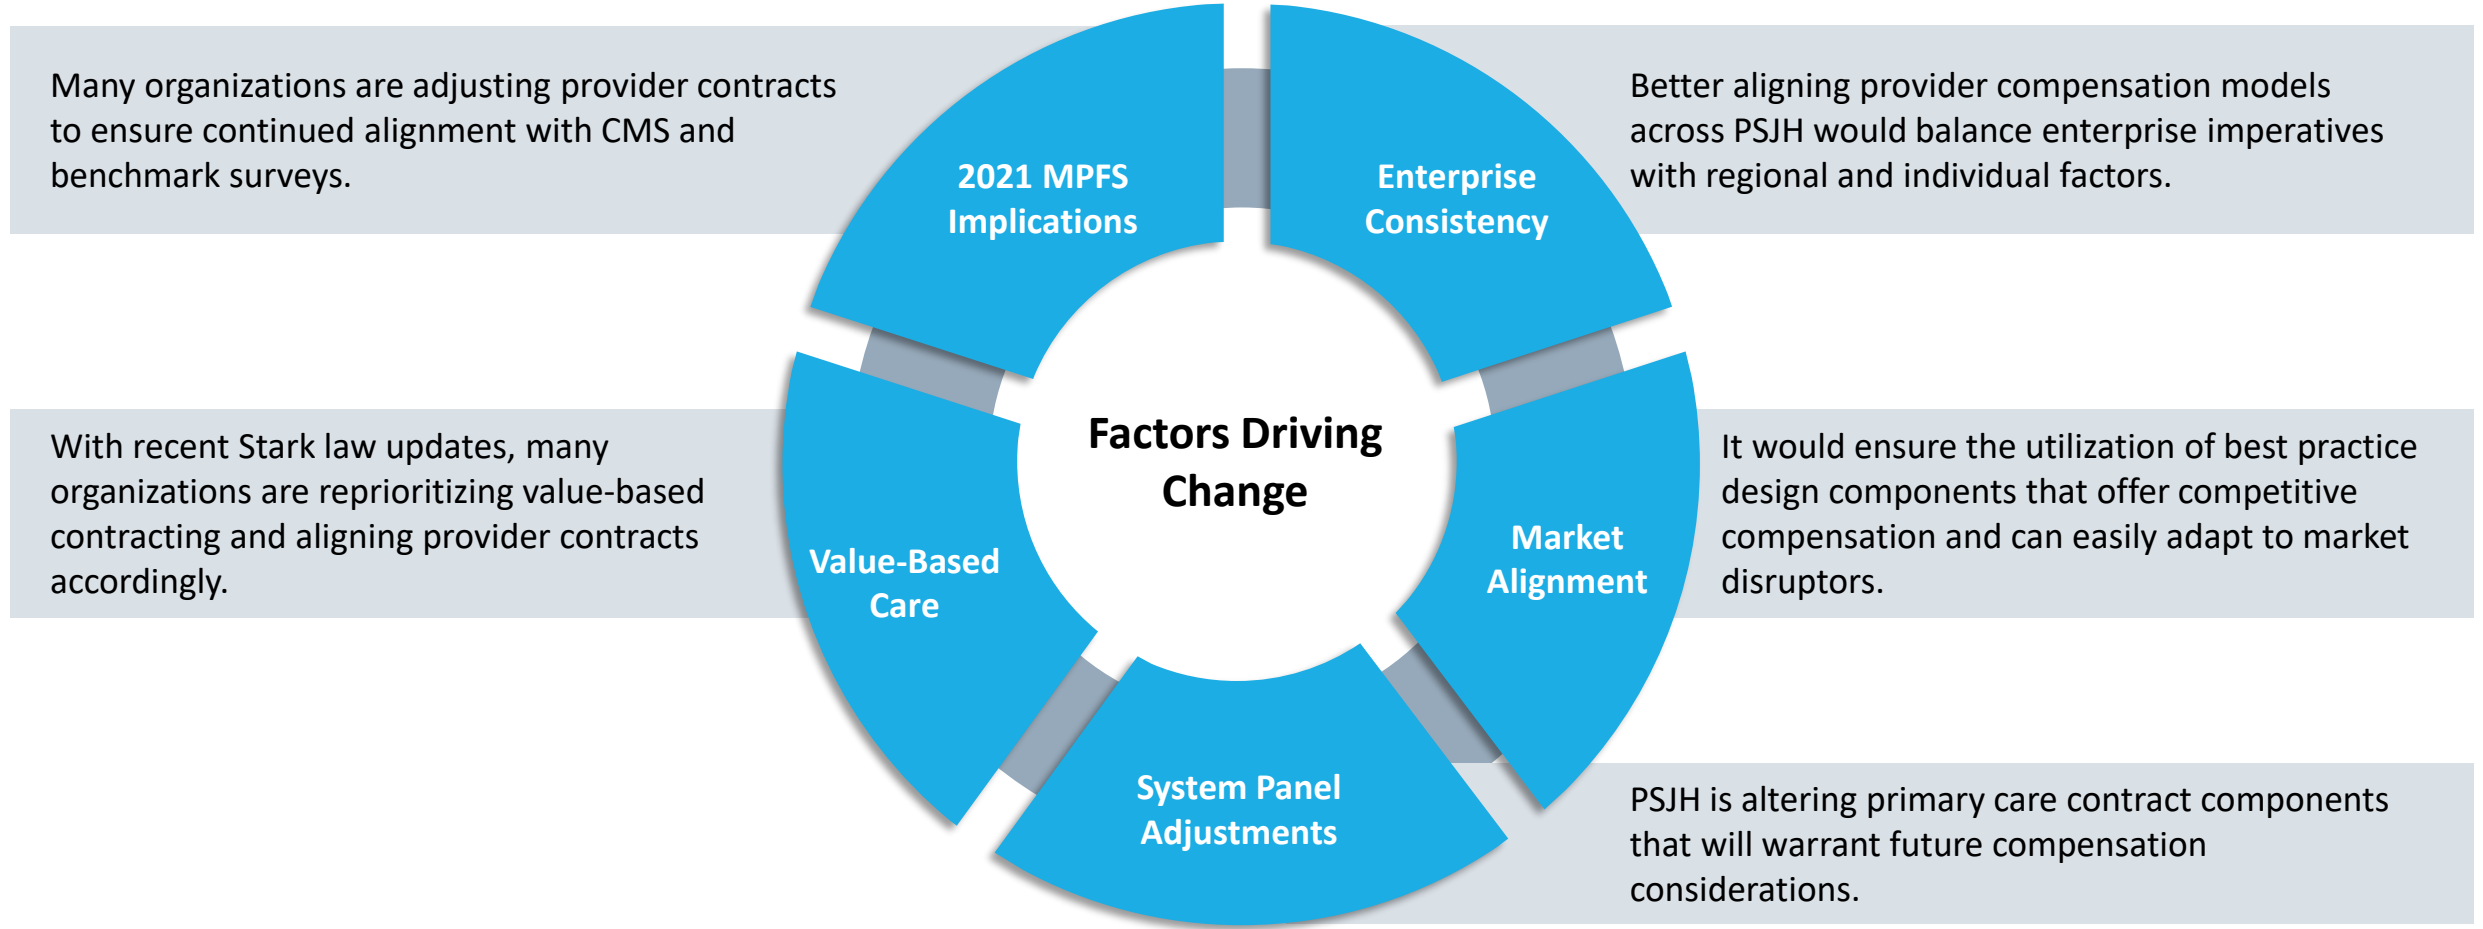 Many organizations are adjusting provider contracts
to ensure continued alignment with CMS and
benchmark surveys.
2021 MPFS
Implications
Enterprise
Consistency
Better aligning provider compensation models
across PSJH would balance enterprise imperatives
with regional and individual factors.
With recent Stark law updates, many
organizations are reprioritizing value-based
contracting and aligning provider contracts
accordingly.
Value-Based
Care
Factors Driving
Change
Market
Alignment
It would ensure the utilization of best practice
design components that offer competitive
compensation and can easily adapt to market
disruptors.
System Panel
Adjustments
PSJH is altering primary care contract components
that will warrant future compensation
considerations.